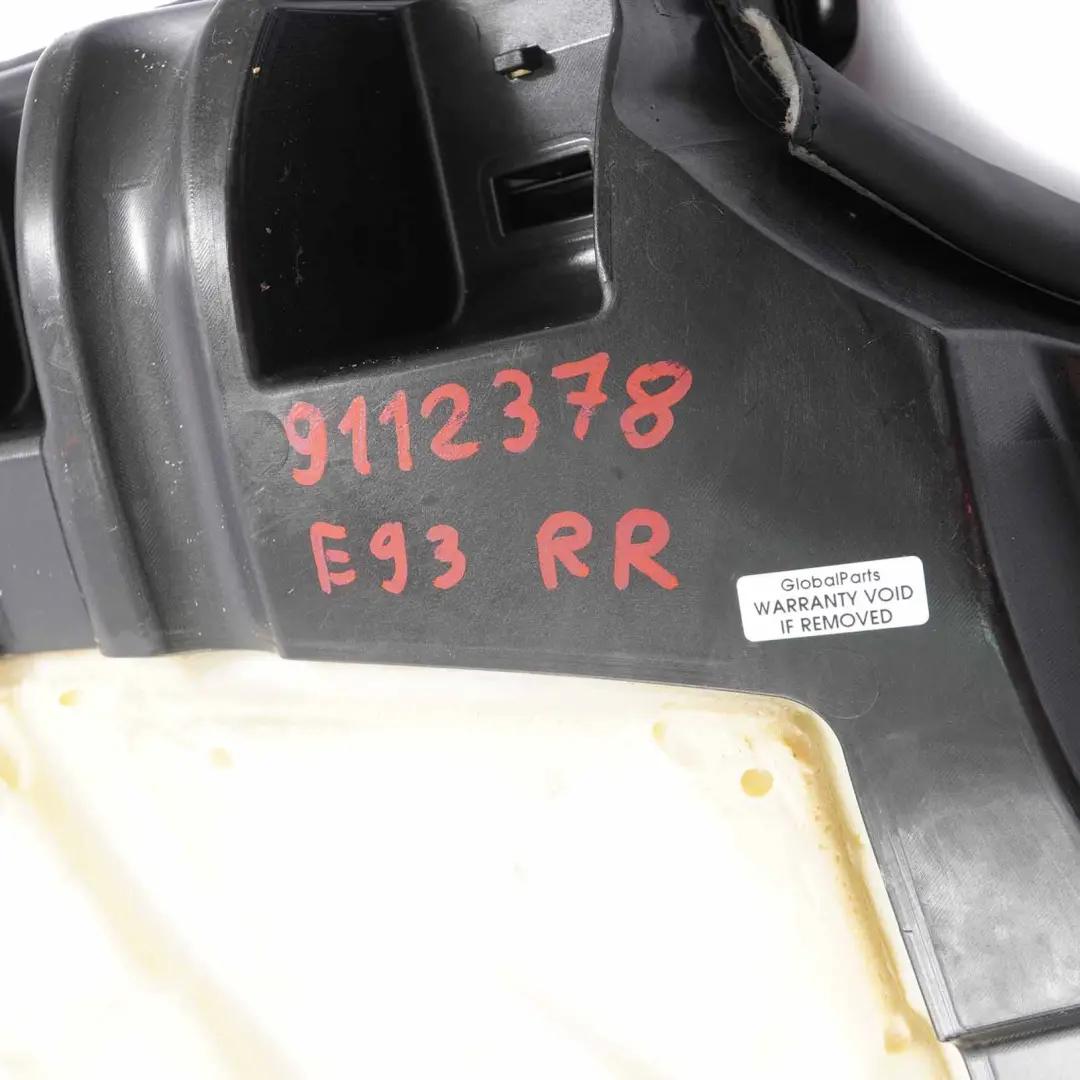 9112378
E93 RR
GlobalParts
WARRANTY VOID
IF REMOVED